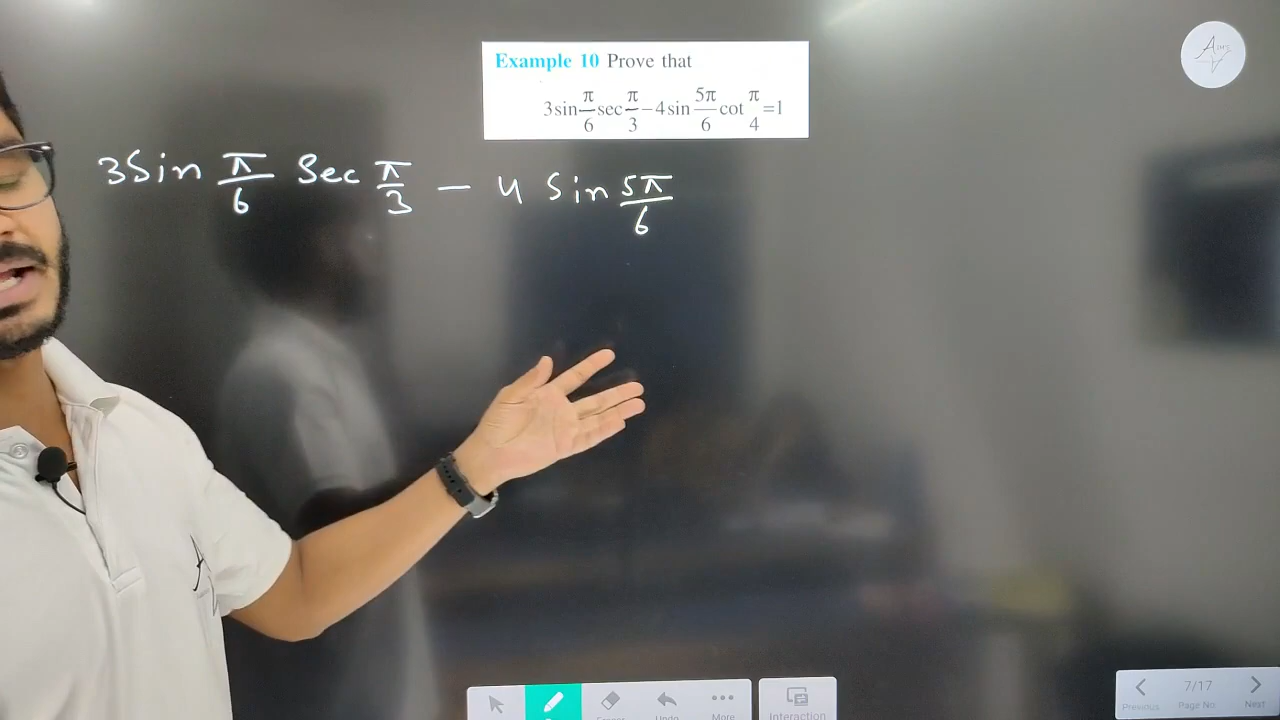 Example 10 Prove that
3sin π/6 sec π/3 − 4sin 5π/6 cot π/4 = 1
3Sin π/6 Sec π/3 − 4 Sin 5π/6
Undo
More
Interaction
Previous
7/17
Page No.
Next